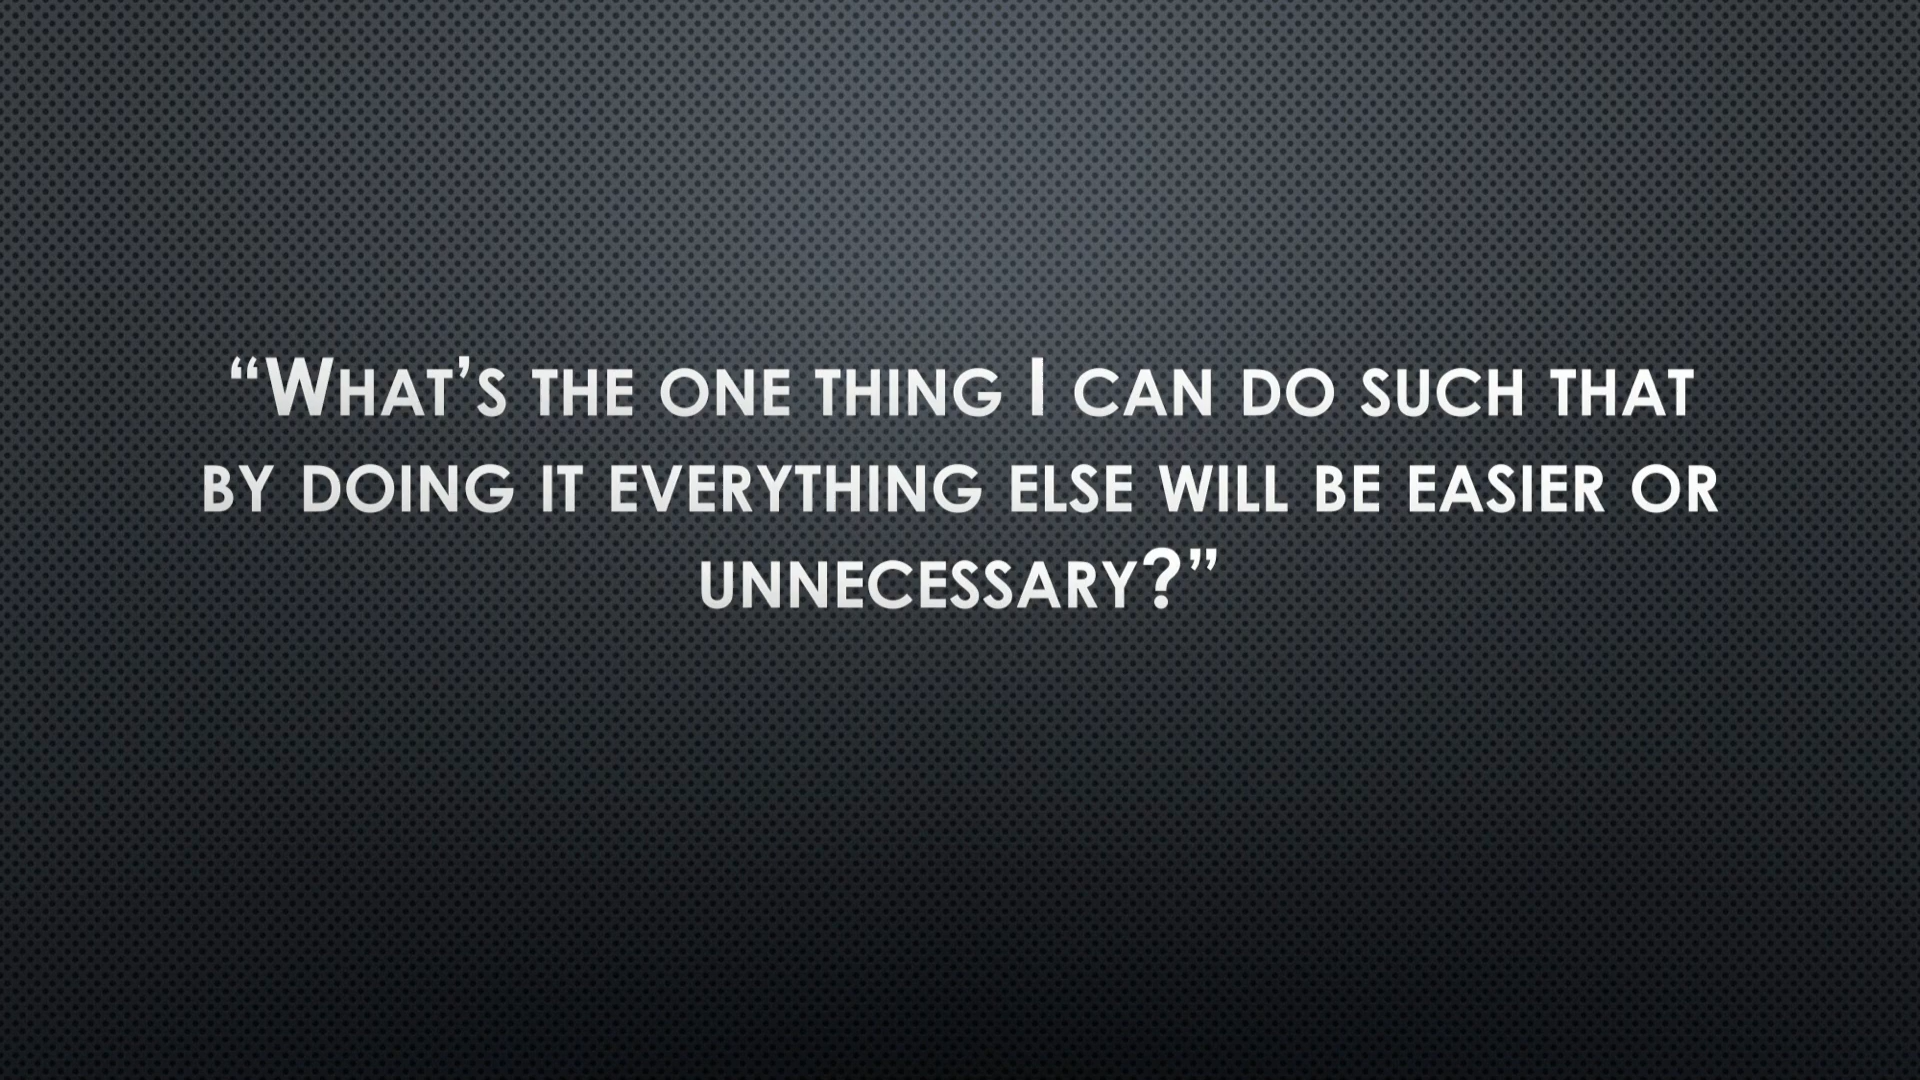 “What’s the one thing I can do such that
by doing it everything else will be easier or
unnecessary?”